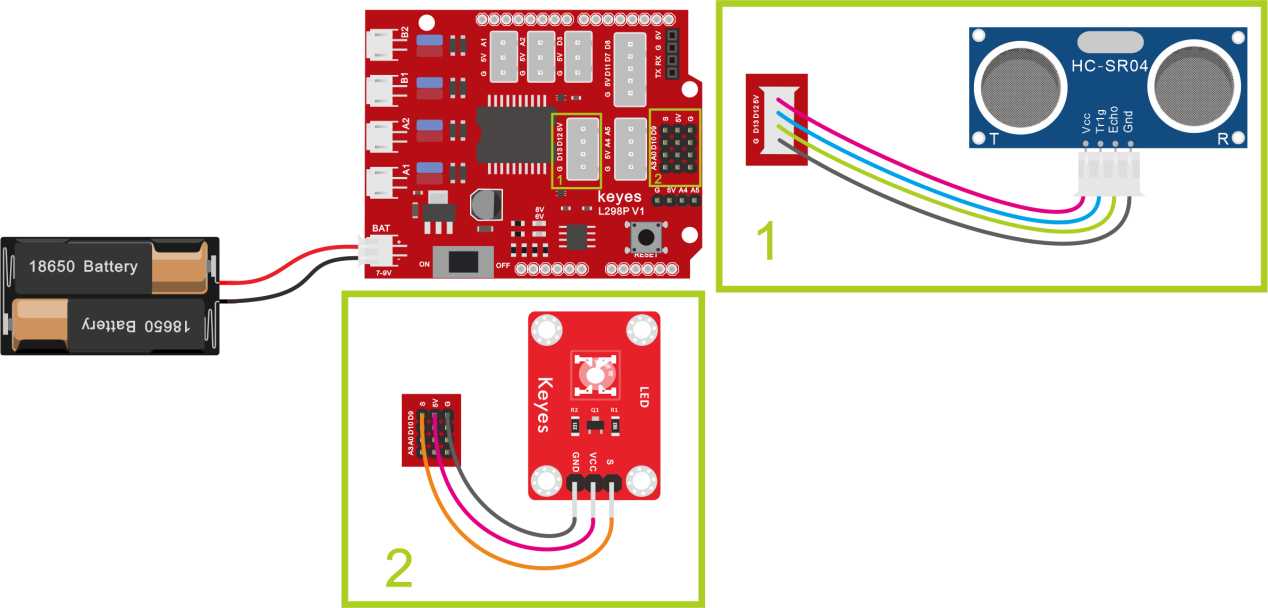 B2
B1
A2
A1
A1
5V
G
A2
5V
G
D3
5V
G
D8
D7
D11
5V
G
5V
G
RX
TX
5V
D12
D13
G
1
A5
A4
5V
G
S
5V
G
D9
D10
A0
A3
2
G 5V A4 A5
keyes
L298P V1
8V
6V
RESET
BAT
+
-
7-9V
ON
OFF
18650 Battery
18650 Battery
HC-SR04
Vcc
Tr1g
Echo
Gnd
T
R
5V
D12
D13
G
1
S
5V
G
D9
D10
A0
A3
Keyes
LED
R2
Q1
R1
GND
VCC
S
2